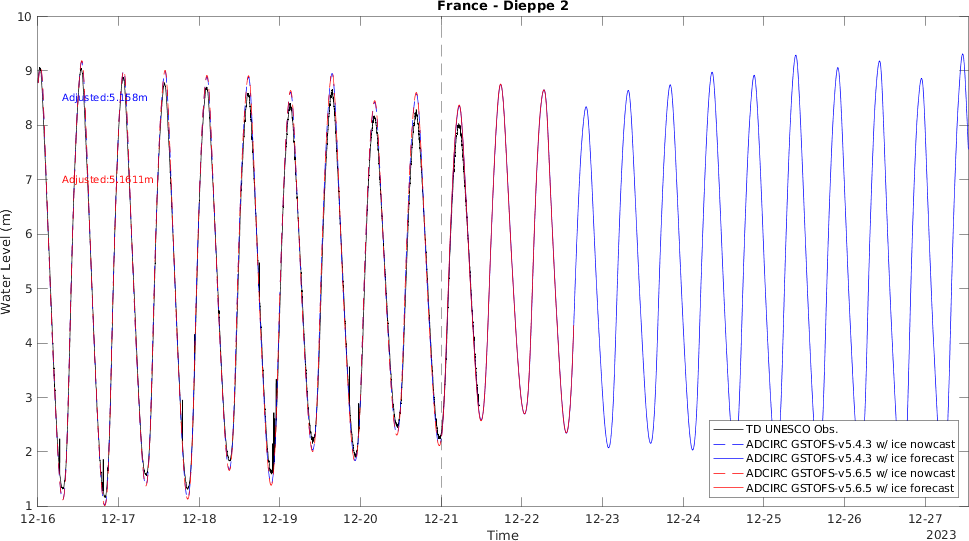 France - Dieppe 2
10
9
8
7
6
5
4
3
2
1
Water Level (m)
Adjusted:5.158m
Adjusted:5.1611m
TD UNESCO Obs.
ADCIRC GSTOFS-v5.4.3 w/ ice nowcast
ADCIRC GSTOFS-v5.4.3 w/ ice forecast
ADCIRC GSTOFS-v5.6.5 w/ ice nowcast
ADCIRC GSTOFS-v5.6.5 w/ ice forecast
12-16 12-17 12-18 12-19 12-20 12-21 12-22 12-23 12-24 12-25 12-26 12-27
Time
2023